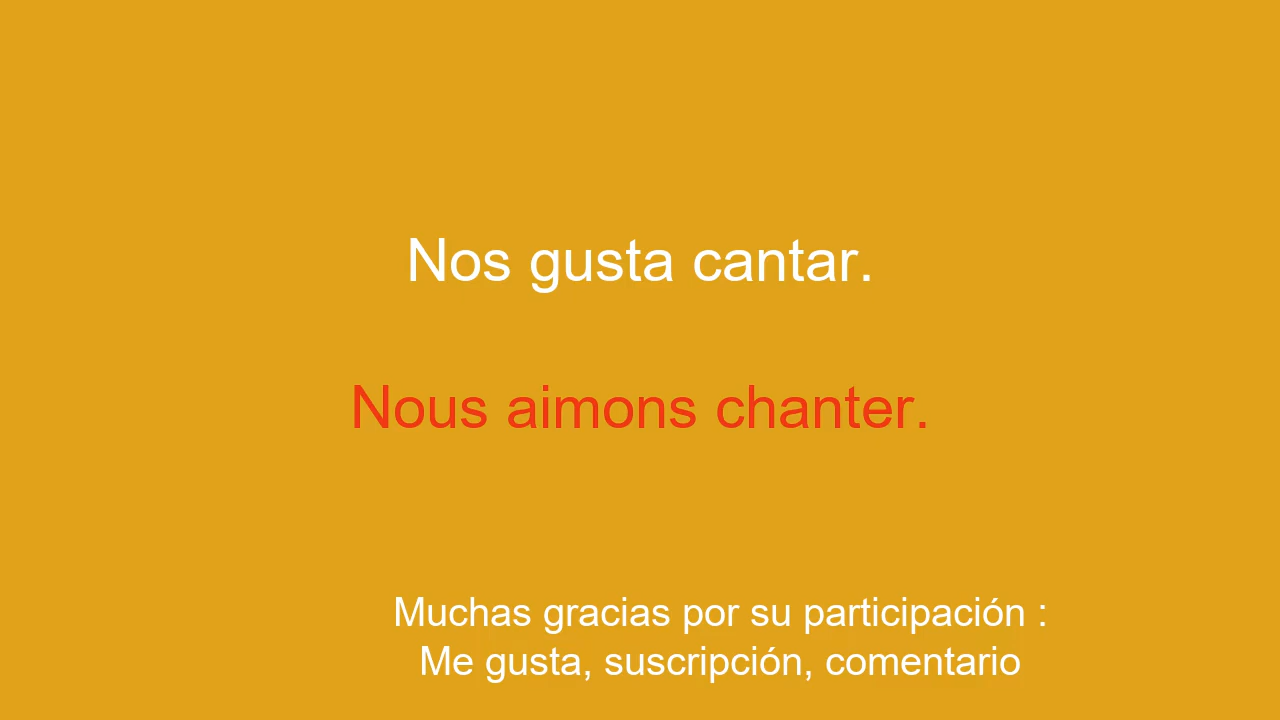 Nos gusta cantar.
Nous aimons chanter.
Muchas gracias por su participación :
Me gusta, suscripción, comentario